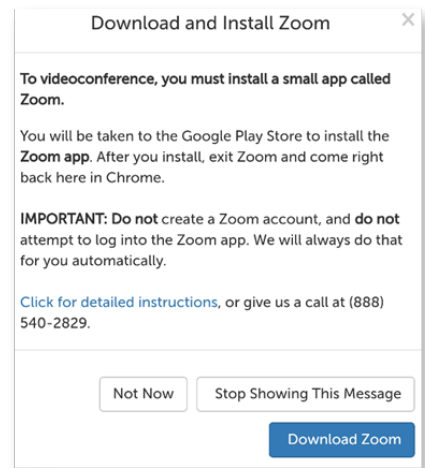 Download and Install Zoom
×
To videoconference, you must install a small app called
Zoom.
You will be taken to the Google Play Store to install the
Zoom app. After you install, exit Zoom and come right
back here in Chrome.
IMPORTANT: Do not create a Zoom account, and do not
attempt to log into the Zoom app. We will always do that
for you automatically.
Click for detailed instructions, or give us a call at (888)
540-2829.
Not Now
Stop Showing This Message
Download Zoom